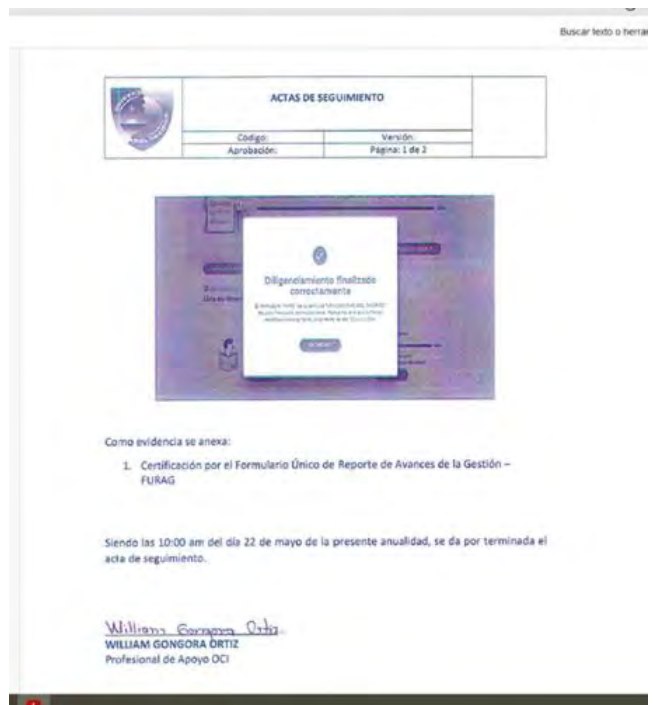 Buscar texto o herra
ACTAS DE SEGUIMIENTO
Código:
Versión:
Aprobación:
Página: 1 de 2
Diligenciamiento finalizado
correctamente
Como evidencia se anexa:
1. Certificación por el Formulario Único de Reporte de Avances de la Gestión –
FURAG
Siendo las 10:00 am del día 22 de mayo de la presente anualidad, se da por terminada el
acta de seguimiento.
William Gongora Ortiz
WILLIAM GONGORA ORTIZ
Profesional de Apoyo OCI